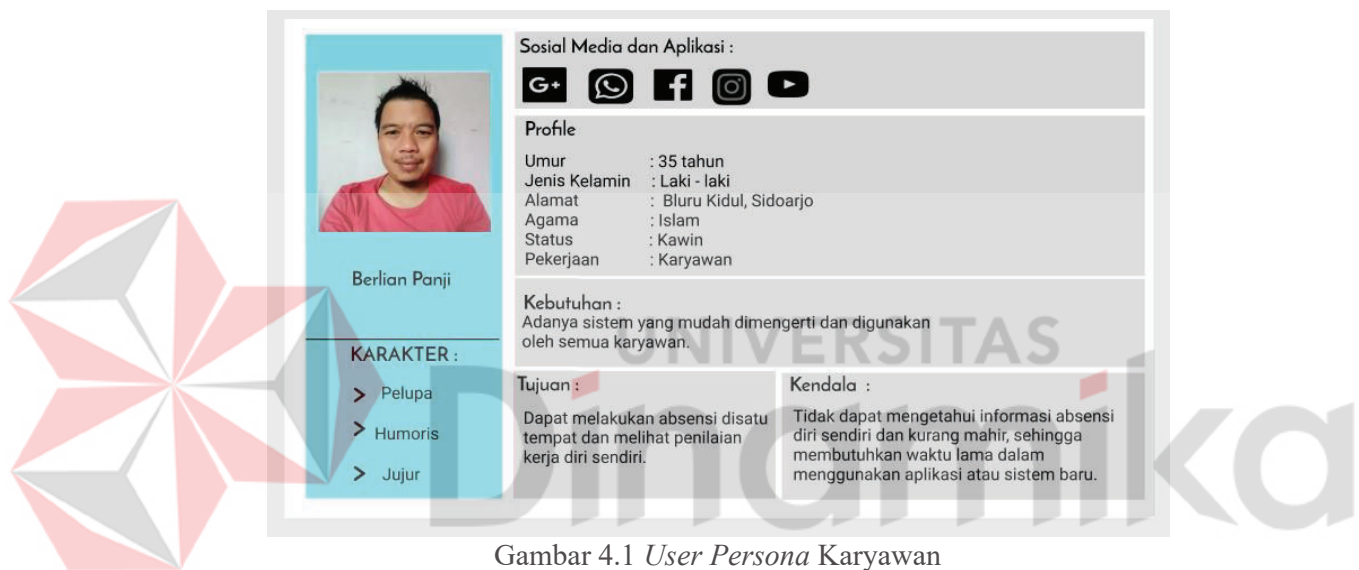 Sosial Media dan Aplikasi :
G+
Profile
Umur : 35 tahun
Jenis Kelamin : Laki - laki
Alamat : Bluru Kidul, Sidoarjo
Agama : Islam
Status : Kawin
Pekerjaan : Karyawan
Berlian Panji
KARAKTER :
Pelupa
Humoris
Jujur
Kebutuhan :
Adanya sistem yang mudah dimengerti dan digunakan
oleh semua karyawan.
Tujuan :
Dapat melakukan absensi disatu
tempat dan melihat penilaian
kerja diri sendiri.
Kendala :
Tidak dapat mengetahui informasi absensi
diri sendiri dan kurang mahir, sehingga
membutuhkan waktu lama dalam
menggunakan aplikasi atau sistem baru.
UNIVERSITAS
Dinamika
Gambar 4.1 User Persona Karyawan